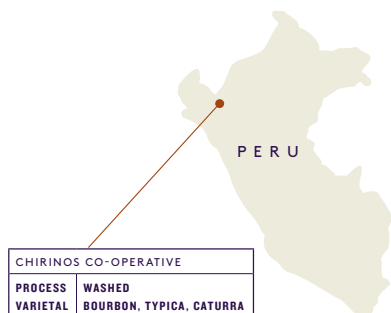 PERU
CHIRINOS CO-OPERATIVE
PROCESS WASHED
VARIETAL BOURBON, TYPICA, CATURRA